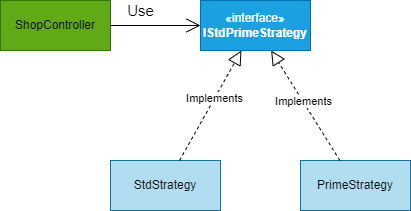 ShopController
Use
«interface»
IStdPrimeStrategy
Implements
Implements
StdStrategy
PrimeStrategy